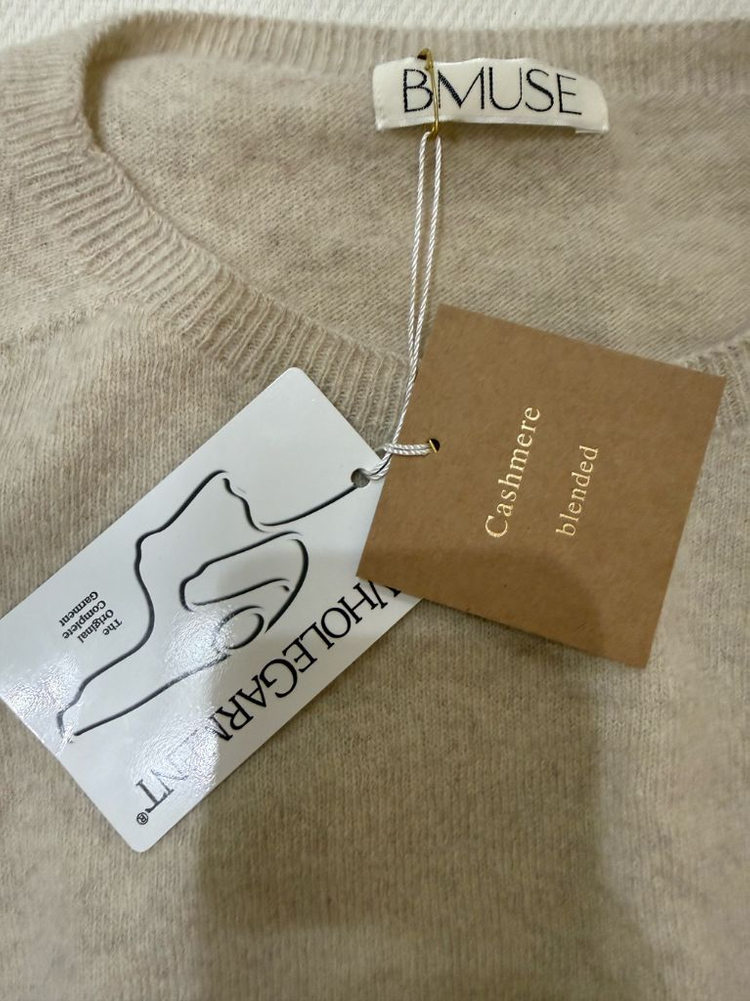 BMUSE
Cashmere
blended
WHOLEGARMENT®
The
Original
Complete
Garment